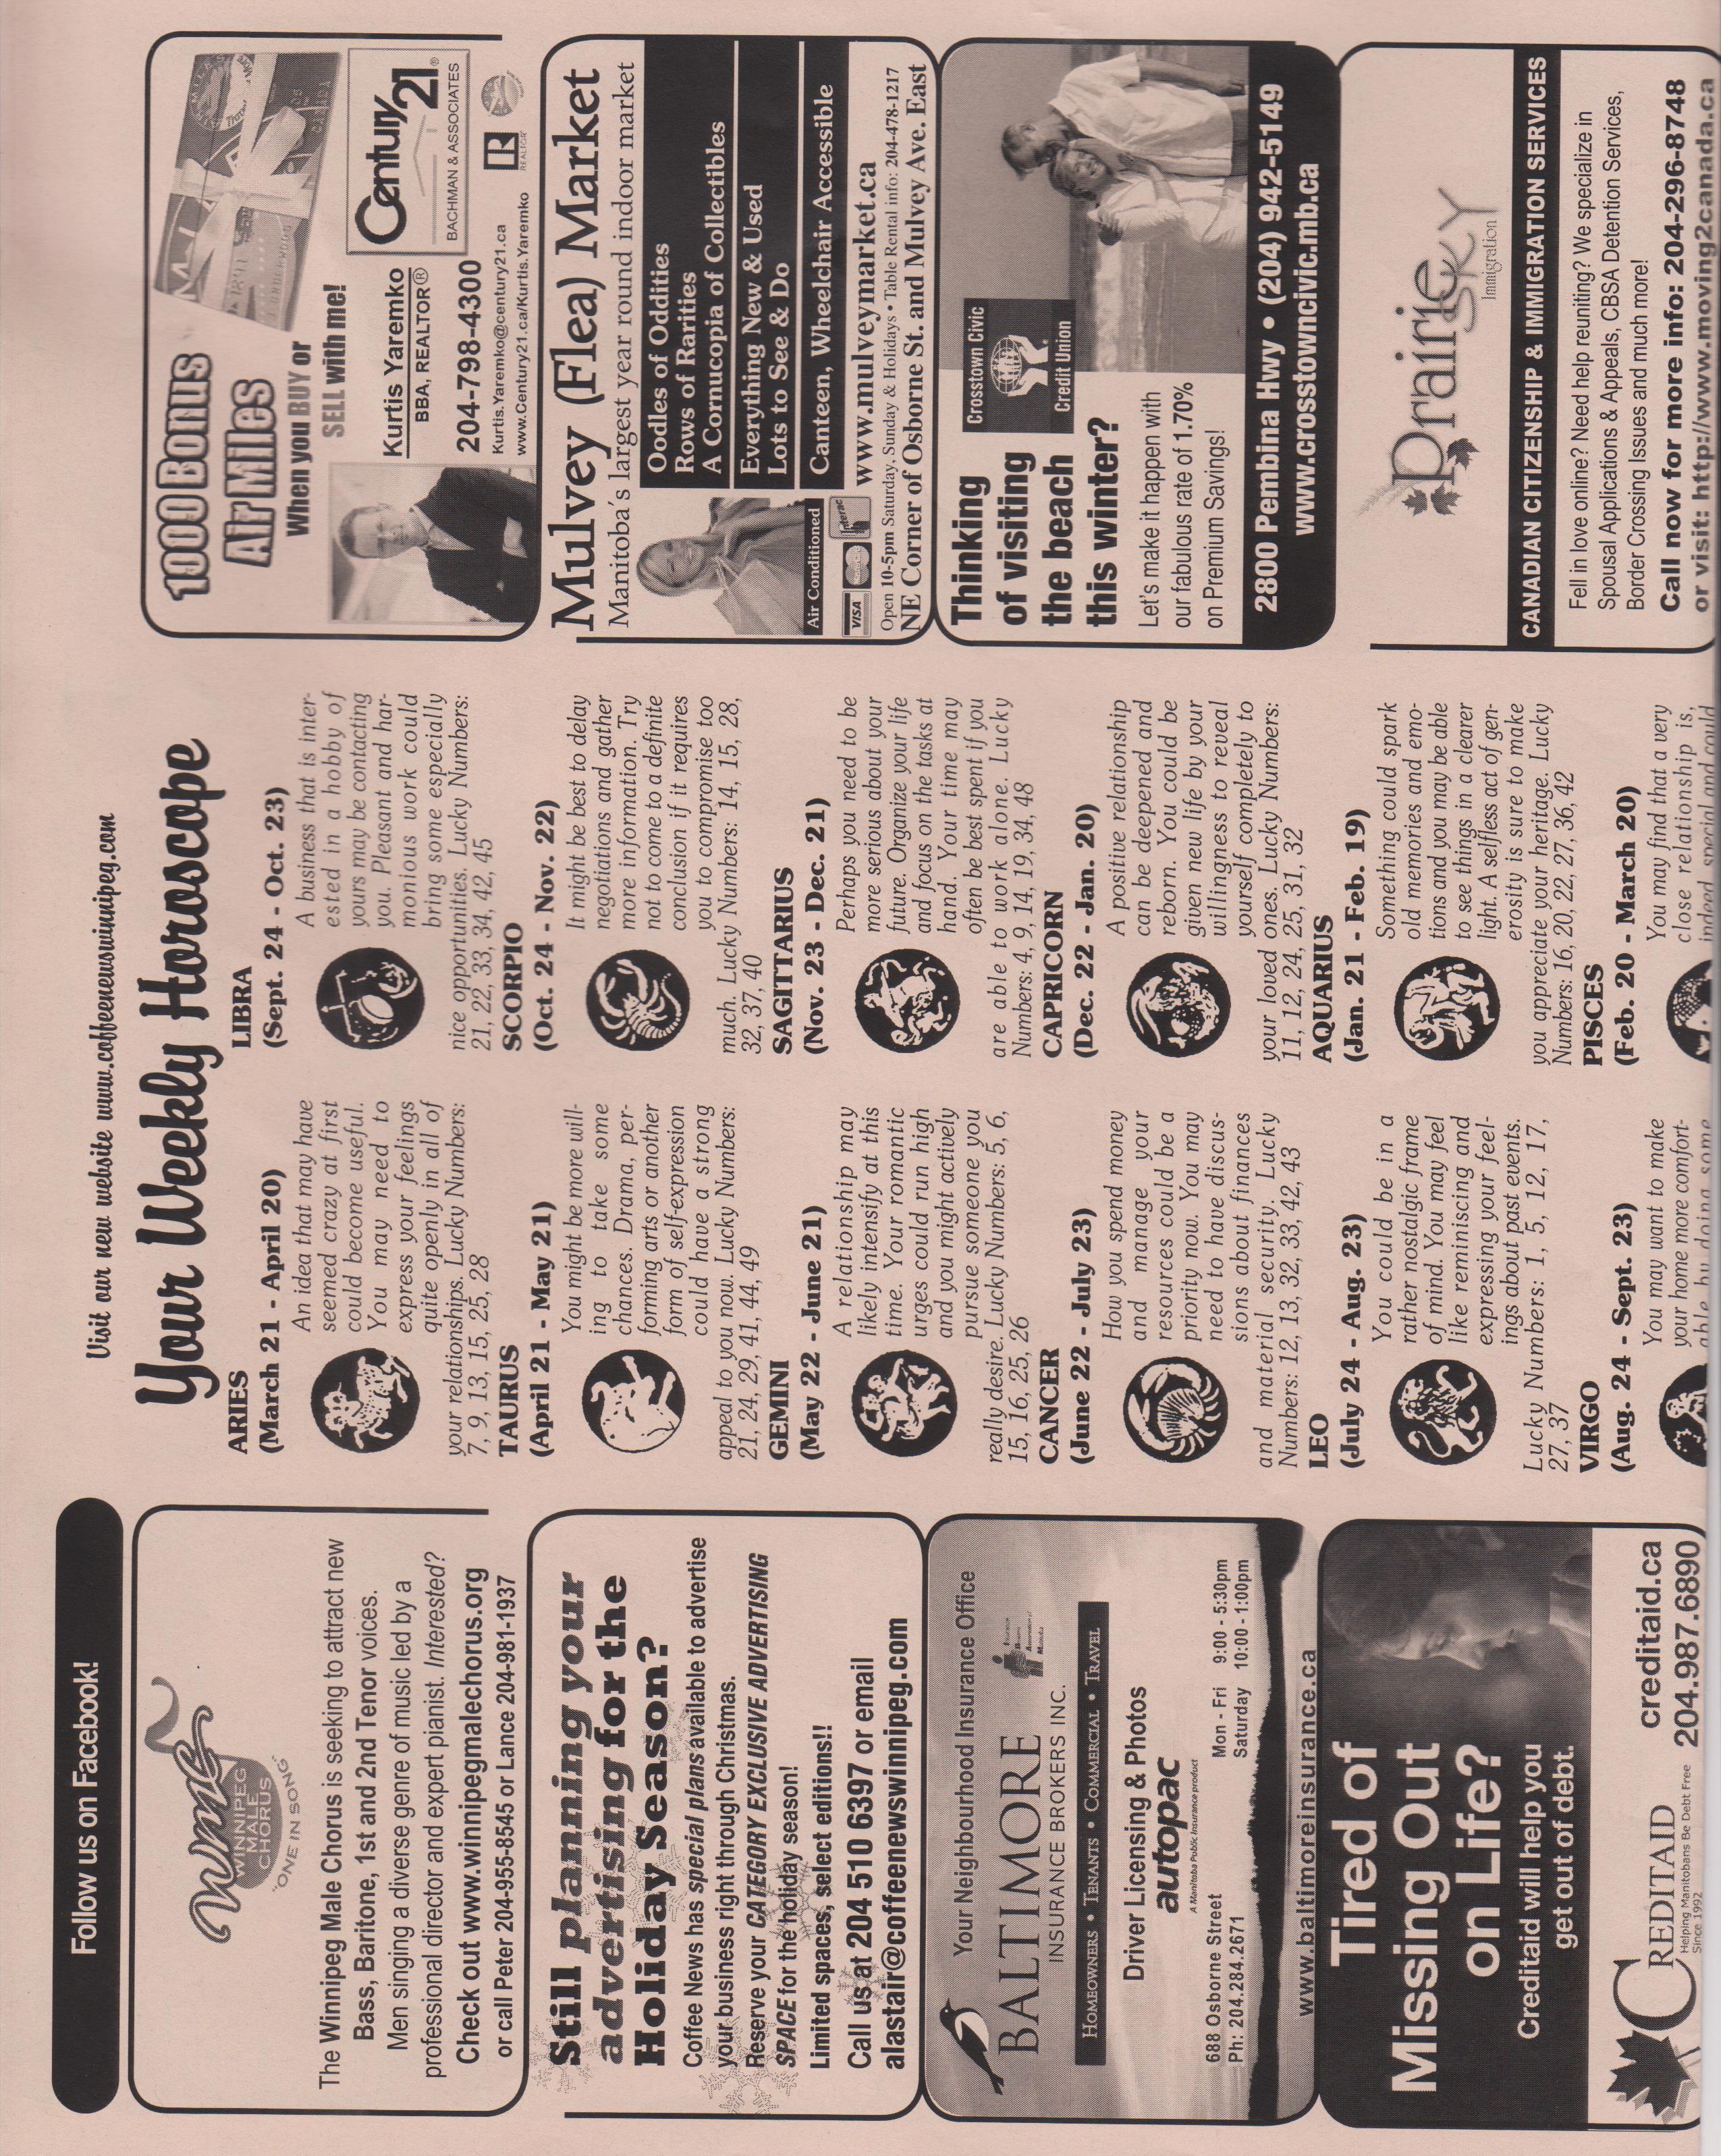 Follow us on Facebook!
wmc
WINNIPEG
MALE
CHORUS
"ONE IN SONG"
The Winnipeg Male Chorus is seeking to attract new
Bass, Baritone, 1st and 2nd Tenor voices.
Men singing a diverse genre of music led by a
professional director and expert pianist. Interested?
Check out www.winnipegmalechorus.org
or call Peter 204-955-8545 or Lance 204-981-1937
Still planning your
advertising for the
Holiday Season?
Coffee News has special plans available to advertise
your business right through Christmas.
Reserve your CATEGORY EXCLUSIVE ADVERTISING
SPACE for the holiday season!
Limited spaces, select editions!!
Call us at 204 510 6397 or email
alastair@coffeenewswinnipeg.com
Your Neighbourhood Insurance Office
BALTIMORE
INSURANCE BROKERS INC.
HOMEOWNERS • TENANTS • COMMERCIAL • TRAVEL
Driver Licensing & Photos
autopac
A Manitoba Public Insurance product
688 Osborne Street
Ph: 204.284.2671
Mon - Fri 9:00 - 5:30pm
Saturday 10:00 - 1:00pm
www.baltimoreinsurance.ca
Tired of
Missing Out
on Life?
Creditaid will help you
get out of debt.
CREDITAID
Helping Manitobans Be Debt Free
Since 1992
creditaid.ca
204.987.6890
Visit our new website www.coffeenewswinnipeg.com
Your Weekly Horoscope
ARIES
(March 21 - April 20)
An idea that may have
seemed crazy at first
could become useful.
You may need to
express your feelings
quite openly in all of
your relationships. Lucky Numbers:
7, 9, 13, 15, 25, 28
TAURUS
(April 21 - May 21)
You might be more will-
ing to take some
chances. Drama, per-
forming arts or another
form of self-expression
could have a strong
appeal to you now. Lucky Numbers:
21, 24, 29, 41, 44, 49
GEMINI
(May 22 - June 21)
A relationship may
likely intensify at this
time. Your romantic
urges could run high
and you might actively
pursue someone you
really desire. Lucky Numbers: 5, 6,
15, 16, 25, 26
CANCER
(June 22 - July 23)
How you spend money
and manage your
resources could be a
priority now. You may
need to have discus-
sions about finances
and material security. Lucky
Numbers: 12, 13, 32, 33, 42, 43
LEO
(July 24 - Aug. 23)
You could be in a
rather nostalgic frame
of mind. You may feel
like reminiscing and
expressing your feel-
ings about past events.
Lucky Numbers: 1, 5, 12, 17,
27, 37
VIRGO
(Aug. 24 - Sept. 23)
You may want to make
your home more comfort-
able by doing some
LIBRA
(Sept. 24 - Oct. 23)
A business that is inter-
ested in a hobby of
yours may be contacting
you. Pleasant and har-
monious work could
bring some especially
nice opportunities. Lucky Numbers:
21, 22, 33, 34, 42, 45
SCORPIO
(Oct. 24 - Nov. 22)
It might be best to delay
negotiations and gather
more information. Try
not to come to a definite
conclusion if it requires
you to compromise too
much. Lucky Numbers: 14, 15, 28,
32, 37, 40
SAGITTARIUS
(Nov. 23 - Dec. 21)
Perhaps you need to be
more serious about your
future. Organize your life
and focus on the tasks at
hand. Your time may
often be best spent if you
are able to work alone. Lucky
Numbers: 4, 9, 14, 19, 34, 48
CAPRICORN
(Dec. 22 - Jan. 20)
A positive relationship
can be deepened and
reborn. You could be
given new life by your
willingness to reveal
yourself completely to
your loved ones. Lucky Numbers:
11, 12, 24, 25, 31, 32
AQUARIUS
(Jan. 21 - Feb. 19)
Something could spark
old memories and emo-
tions and you may be able
to see things in a clearer
light. A selfless act of gen-
erosity is sure to make
you appreciate your heritage. Lucky
Numbers: 16, 20, 22, 27, 36, 42
PISCES
(Feb. 20 - March 20)
You may find that a very
close relationship is,
indeed special and could
1000 Bonus
Air Miles
When you BUY or
SELL with me!
Kurtis Yaremko
BBA, REALTOR®
204-798-4300
Kurtis.Yaremko@century21.ca
www.Century21.ca/Kurtis.Yaremko
Century 21®
BACHMAN & ASSOCIATES
REALTOR
Mulvey (Flea) Market
Manitoba's largest year round indoor market
Oodles of Oddities
Rows of Rarities
A Cornucopia of Collectibles
Everything New & Used
Lots to See & Do
Canteen, Wheelchair Accessible
Air Conditioned
VISA
Interac
www.mulveymarket.ca
Open 10-5pm Saturday, Sunday & Holidays • Table Rental info: 204-478-1217
NE Corner of Osborne St. and Mulvey Ave. East
Thinking
of visiting
the beach
this winter?
Crosstown Civic
Credit Union
Let's make it happen with
our fabulous rate of 1.70%
on Premium Savings!
2800 Pembina Hwy • (204) 942-5149
www.crosstowncivic.mb.ca
Prairie
SKY
Immigration
CANADIAN CITIZENSHIP & IMMIGRATION SERVICES
Fell in love online? Need help reuniting? We specialize in
Spousal Applications & Appeals, CBSA Detention Services,
Border Crossing Issues and much more!
Call now for more info: 204-296-8748
or visit: http://www.moving2canada.ca